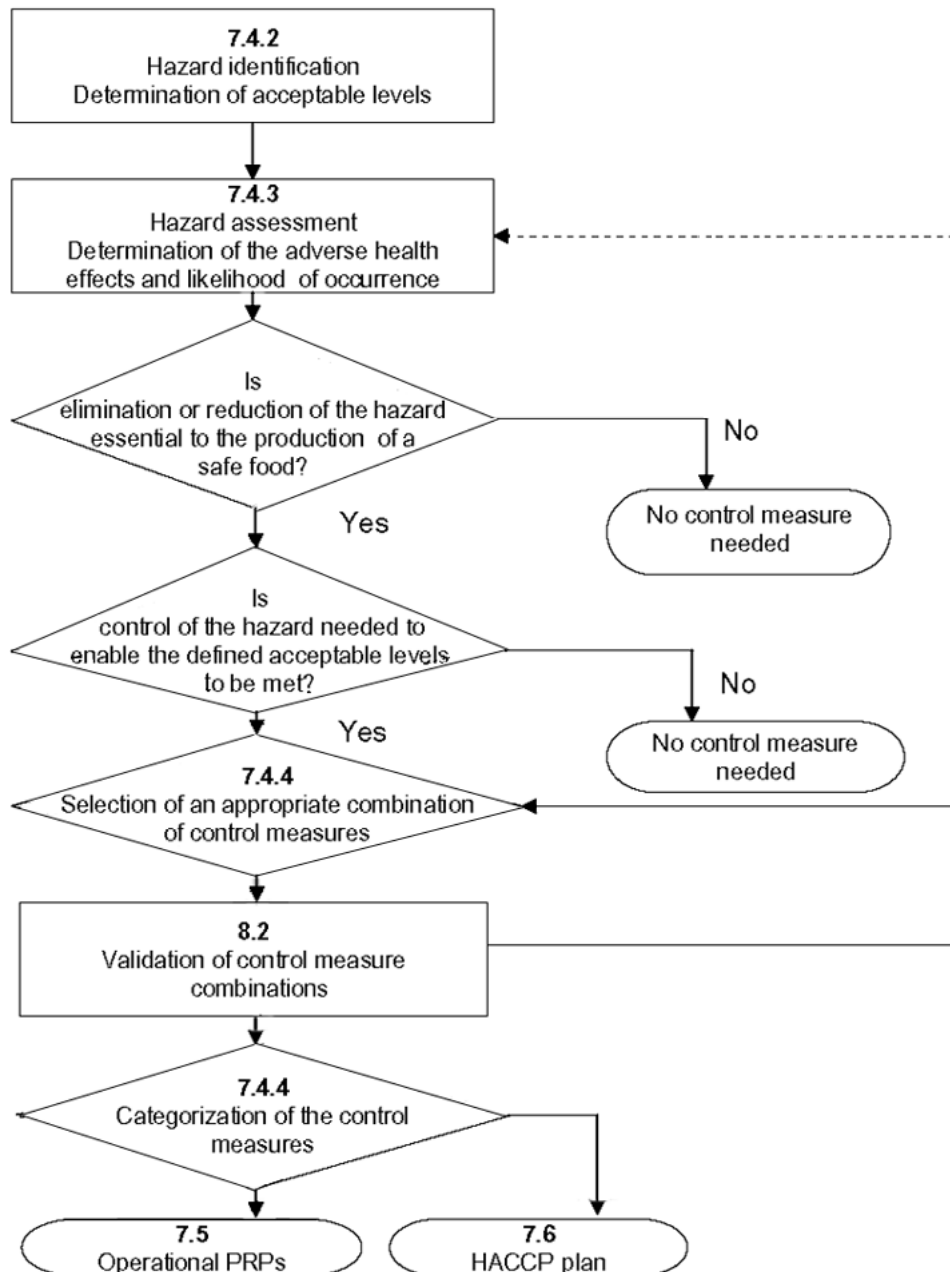 7.4.2
Hazard identification
Determination of acceptable levels
7.4.3
Hazard assessment
Determination of the adverse health
effects and likelihood of occurrence
Is
elimination or reduction of the hazard
essential to the production of a
safe food?
No
No control measure
needed
Yes
Is
control of the hazard needed to
enable the defined acceptable levels
to be met?
No
No control measure
needed
Yes
7.4.4
Selection of an appropriate combination
of control measures
8.2
Validation of control measure
combinations
7.4.4
Categorization of the control
measures
7.5
Operational PRPs
7.6
HACCP plan